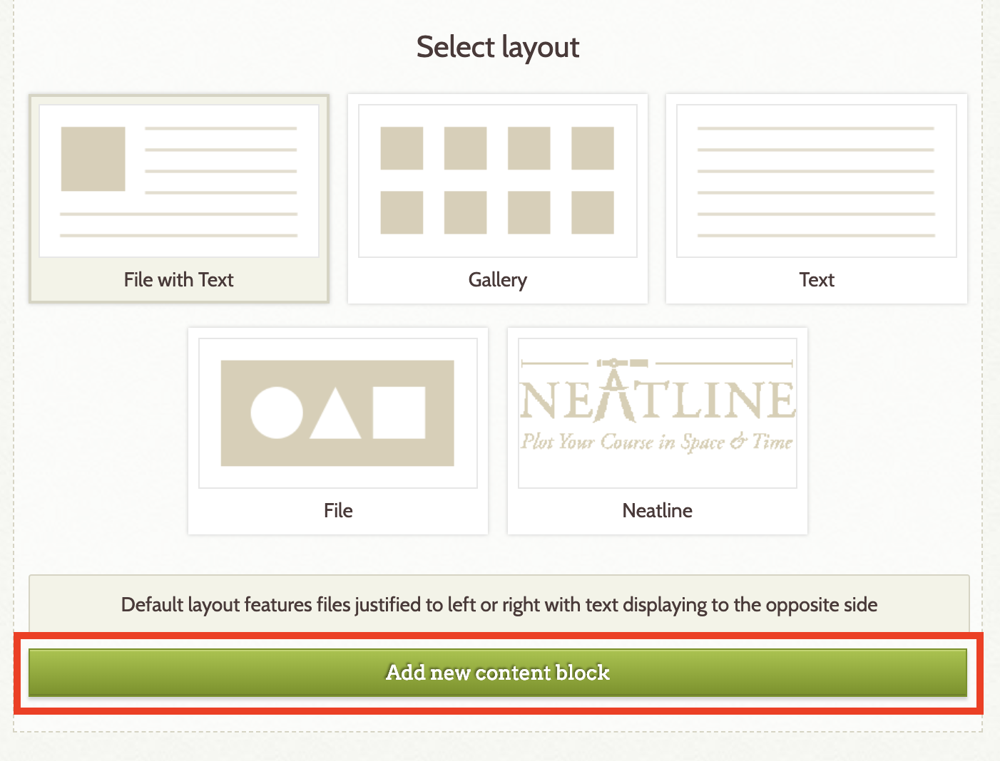 Select layout
File with Text
Gallery
Text
NEATLINE
Plot Your Course in Space & Time
File
Neatline
Default layout features files justified to left or right with text displaying to the opposite side
Add new content block